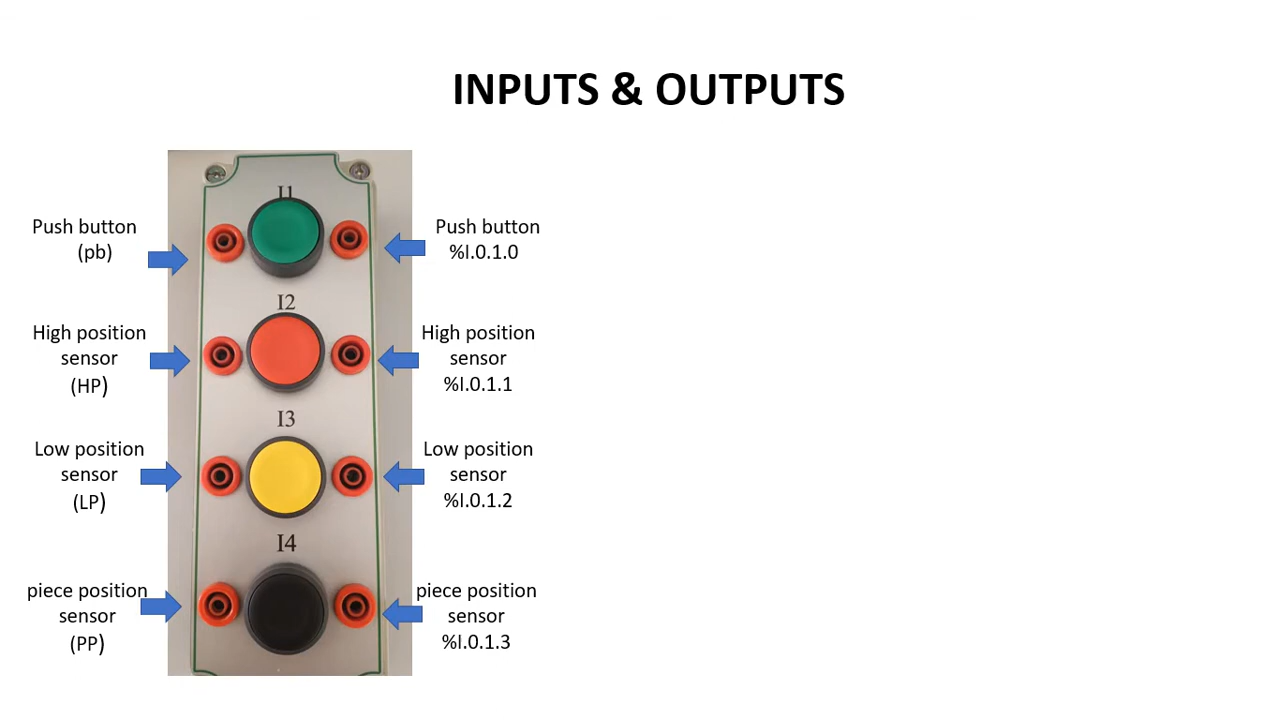 INPUTS & OUTPUTS
I1
Push button
(pb)
Push button
%I.0.1.0
I2
High position
sensor
(HP)
High position
sensor
%I.0.1.1
I3
Low position
sensor
(LP)
Low position
sensor
%I.0.1.2
I4
piece position
sensor
(PP)
piece position
sensor
%I.0.1.3